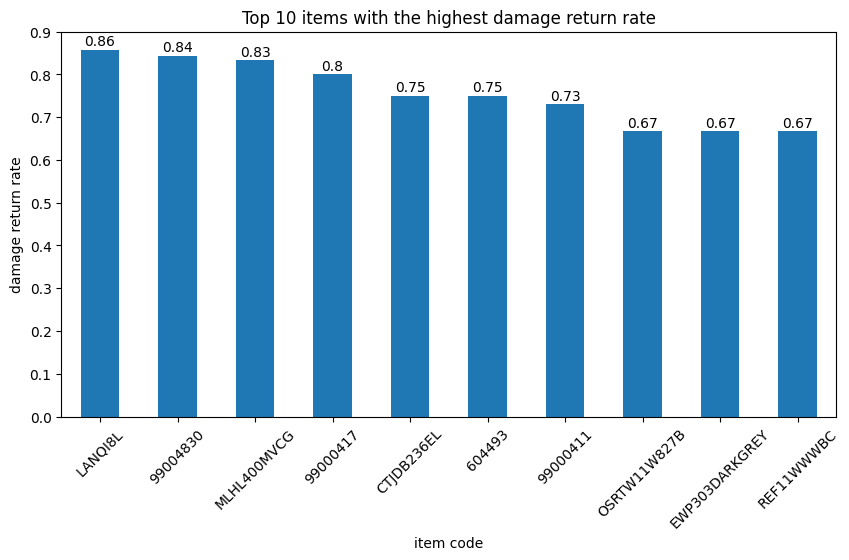 Top 10 items with the highest damage return rate
damage return rate
0.9
0.8
0.7
0.6
0.5
0.4
0.3
0.2
0.1
0.0
0.86
0.84
0.83
0.8
0.75
0.75
0.73
0.67
0.67
0.67
LANQI8L
99004830
MLHL400MVCG
99000417
CTJDB236EL
604493
99000411
OSRTW11W827B
EWP303DARKGREY
REF11WWWBC
item code